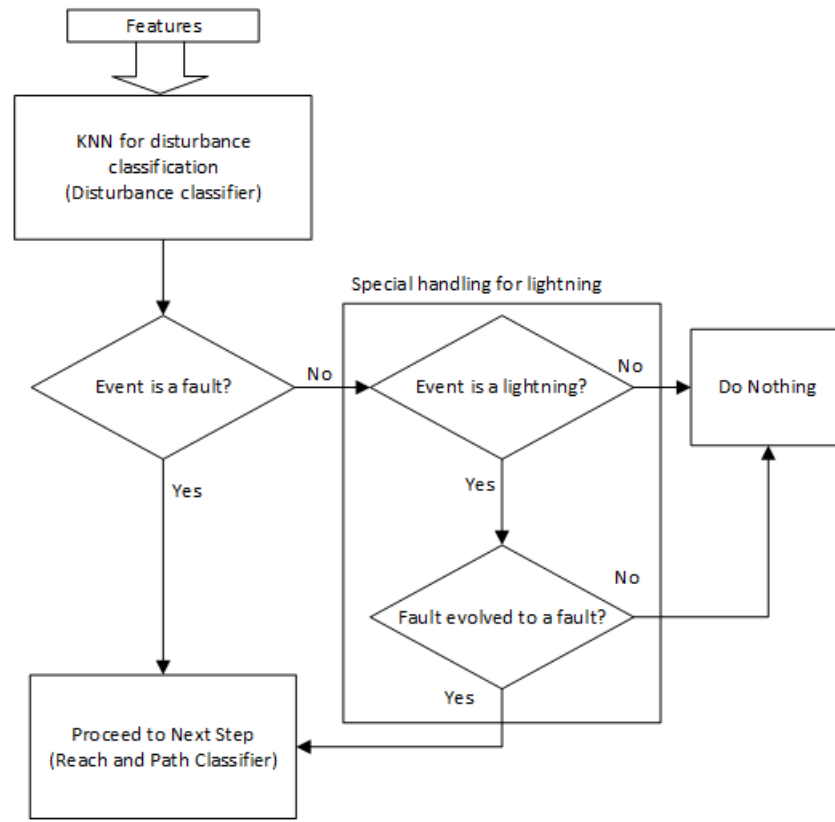 Features
KNN for disturbance
classification
(Disturbance classifier)
Special handling for lightning
Event is a fault?
No
Event is a lightning?
No
Do Nothing
Yes
Yes
Fault evolved to a fault?
No
Yes
Proceed to Next Step
(Reach and Path Classifier)